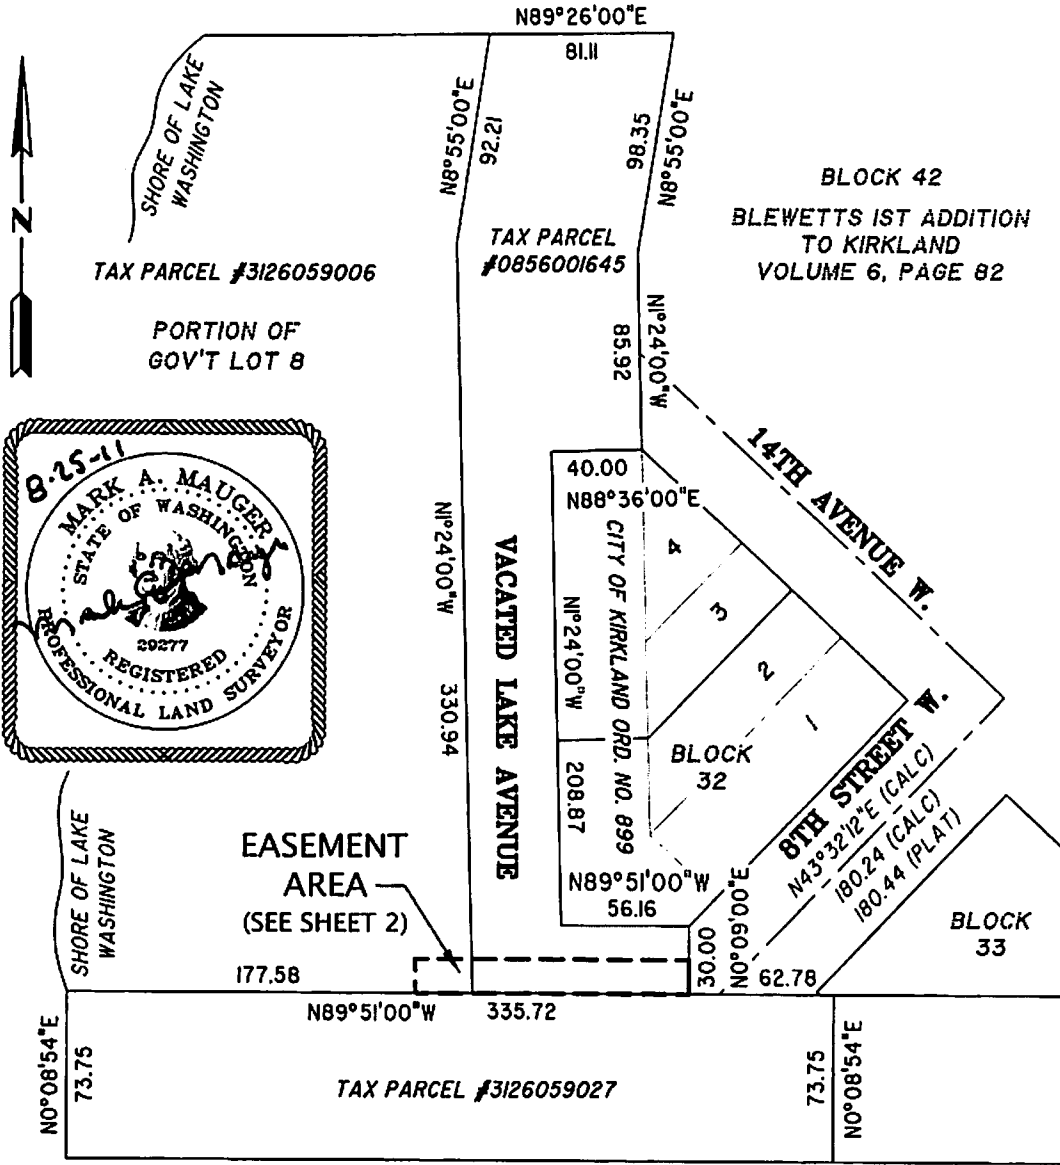 N89°26'00"E
81.11
SHORE OF LAKE
WASHINGTON
N8°55'00"E
92.21
98.35
N8°55'00"E
N
TAX PARCEL #3126059006
PORTION OF
GOV'T LOT 8
TAX PARCEL
#0856001645
BLOCK 42
BLEWETTS 1ST ADDITION
TO KIRKLAND
VOLUME 6, PAGE 82
N1°24'00"W
85.92
14TH AVENUE W.
8-25-11
MARK A. MAUGER
STATE OF WASHINGTON
29277
REGISTERED
PROFESSIONAL LAND SURVEYOR
N1°24'00"W
330.94
VACATED LAKE AVENUE
40.00
N88°36'00"E
N1°24'00"W
208.87
CITY OF KIRKLAND ORD. NO. 899
4
3
2
1
BLOCK
32
8TH STREET W.
N43°32'12"E (CALC)
180.24 (CALC)
180.44 (PLAT)
BLOCK
33
SHORE OF LAKE
WASHINGTON
EASEMENT
AREA
(SEE SHEET 2)
N89°51'00"W
56.16
30.00
N0°09'00"E
177.58
62.78
N89°51'00"W 335.72
N0°08'54"E
73.75
TAX PARCEL #3126059027
73.75
N0°08'54"E